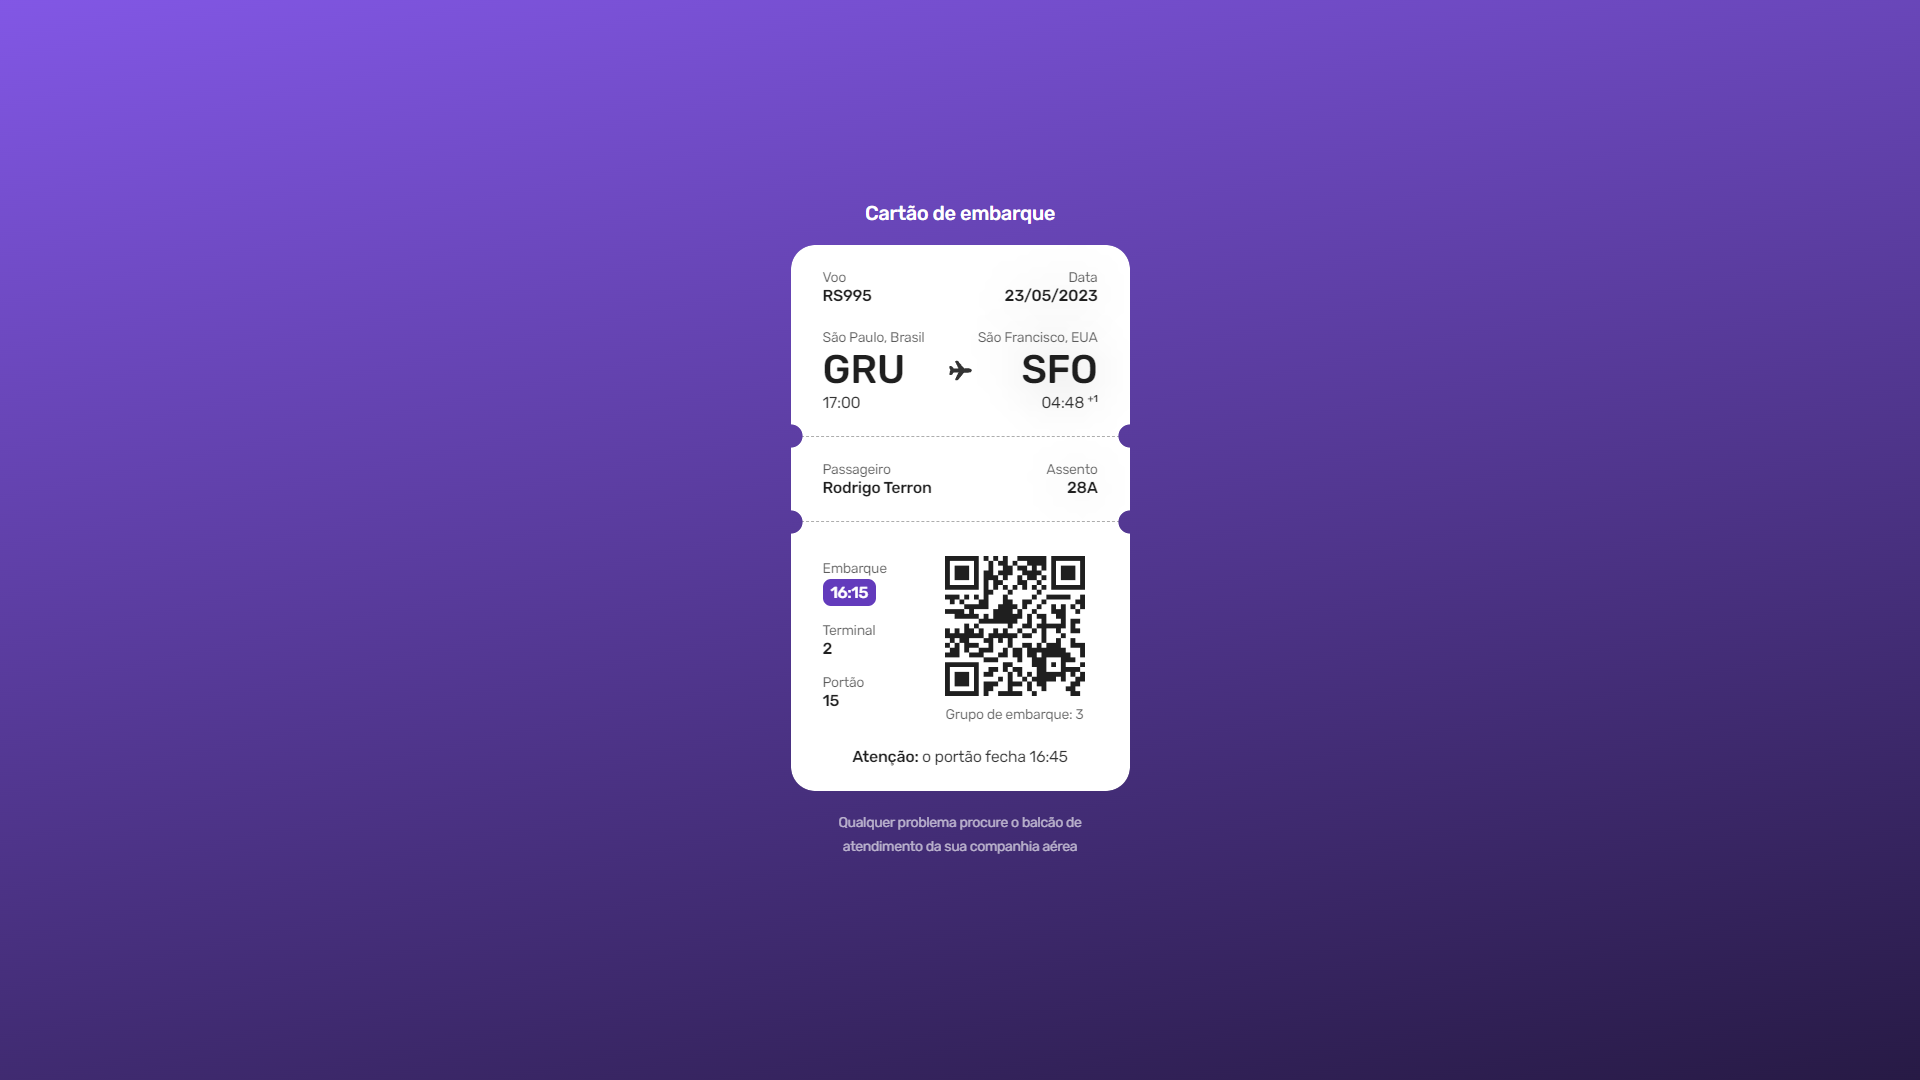 Cartão de embarque
Voo Data
RS995 23/05/2023
São Paulo, Brasil São Francisco, EUA
GRU SFO
17:00 04:48 +1
Passageiro Assento
Rodrigo Terron 28A
Embarque
16:15
Terminal
2
Portão
15
Grupo de embarque: 3
Atenção: o portão fecha 16:45
Qualquer problema procure o balcão de
atendimento da sua companhia aérea